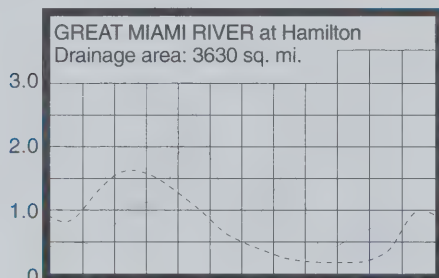 GREAT MIAMI RIVER at Hamilton
Drainage area: 3630 sq. mi.
3.0
2.0
1.0
0